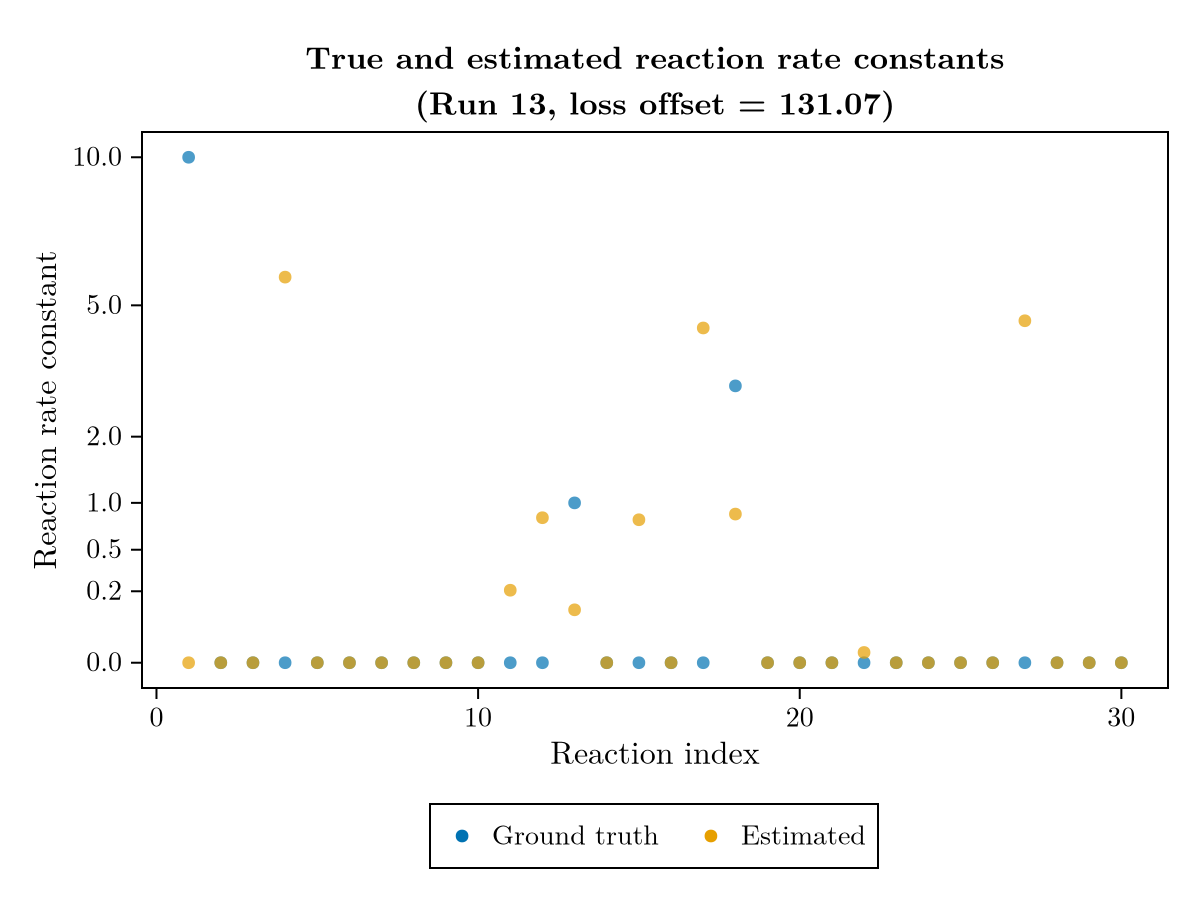 True and estimated reaction rate constants
(Run 13, loss offset = 131.07)
Reaction rate constant
10.0
5.0
2.0
1.0
0.5
0.2
0.0
0 10 20 30
Reaction index
Ground truth Estimated